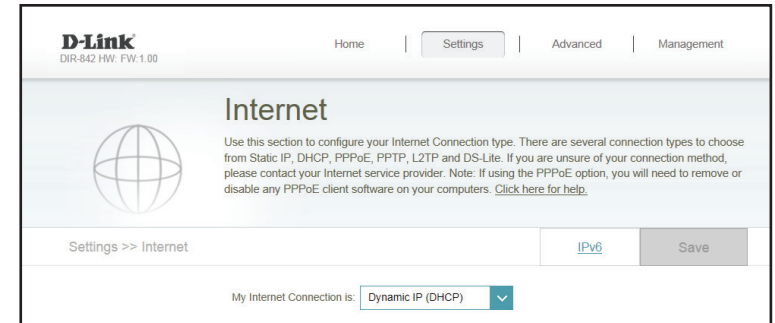 D-Link
DIR-842 HW: FW:1.00
Home | Settings | Advanced | Management
Internet
Use this section to configure your Internet Connection type. There are several connection types to choose
from Static IP, DHCP, PPPoE, PPTP, L2TP and DS-Lite. If you are unsure of your connection method,
please contact your Internet service provider. Note: If using the PPPoE option, you will need to remove or
disable any PPPoE client software on your computers. Click here for help.
Settings >> Internet
IPv6
Save
My Internet Connection is: Dynamic IP (DHCP)